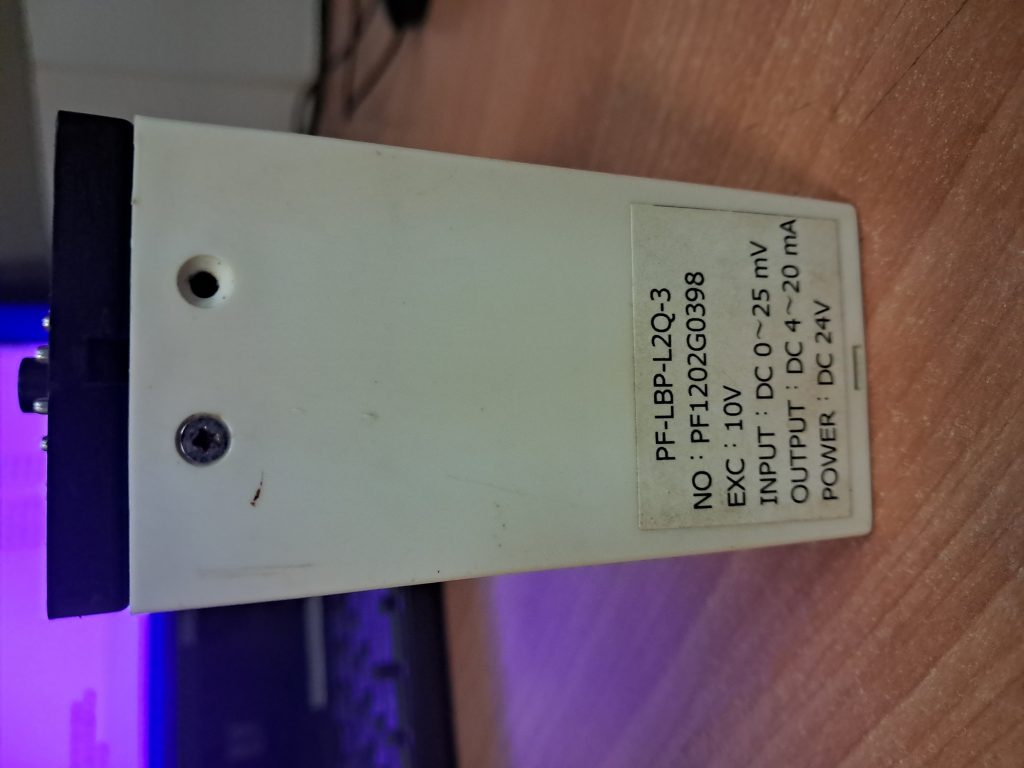 PF-LBP-L2Q-3
NO : PF1202G0398
EXC : 10V
INPUT : DC 0～25 mV
OUTPUT : DC 4～20 mA
POWER : DC 24V